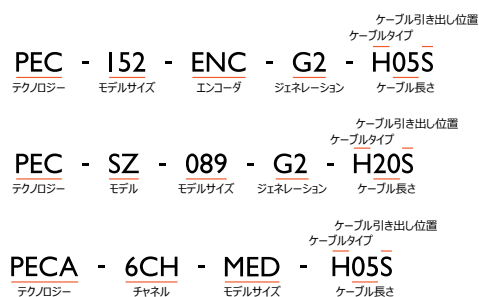 ケーブル引き出し位置
ケーブルタイプ
PEC - 152 - ENC - G2 - H05S
テクノロジー モデルサイズ エンコーダ ジェネレーション ケーブル長さ
ケーブル引き出し位置
ケーブルタイプ
PEC - SZ - 089 - G2 - H20S
テクノロジー モデル モデルサイズ ジェネレーション ケーブル長さ
ケーブル引き出し位置
ケーブルタイプ
PECA - 6CH - MED - H05S
テクノロジー チャネル モデルサイズ ケーブル長さ